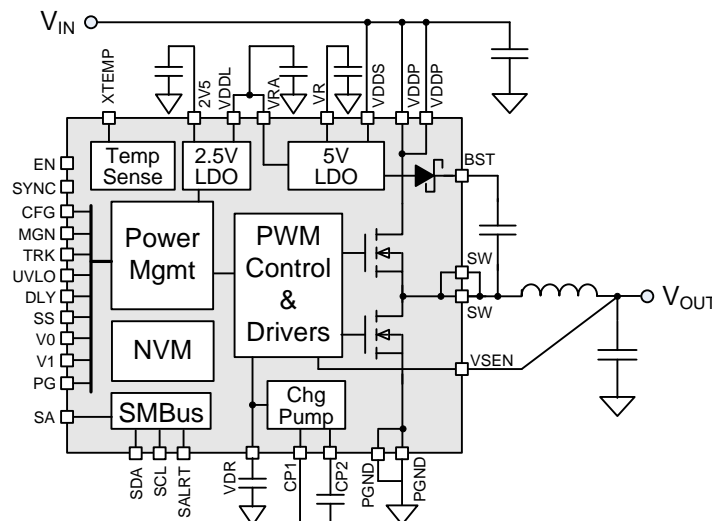 VIN
XTEMP
2V5
VDDL
VRA
VR
VDDS
VDDP
VDDP
EN
SYNC
CFG
MGN
TRK
UVLO
DLY
SS
V0
V1
PG
SA
Temp
Sense
2.5V
LDO
5V
LDO
BST
Power
Mgmt
PWM
Control
&
Drivers
SW
SW
VOUT
NVM
VSEN
Chg
Pump
SMBus
SDA
SCL
SALRT
VDR
CP1
CP2
PGND
PGND